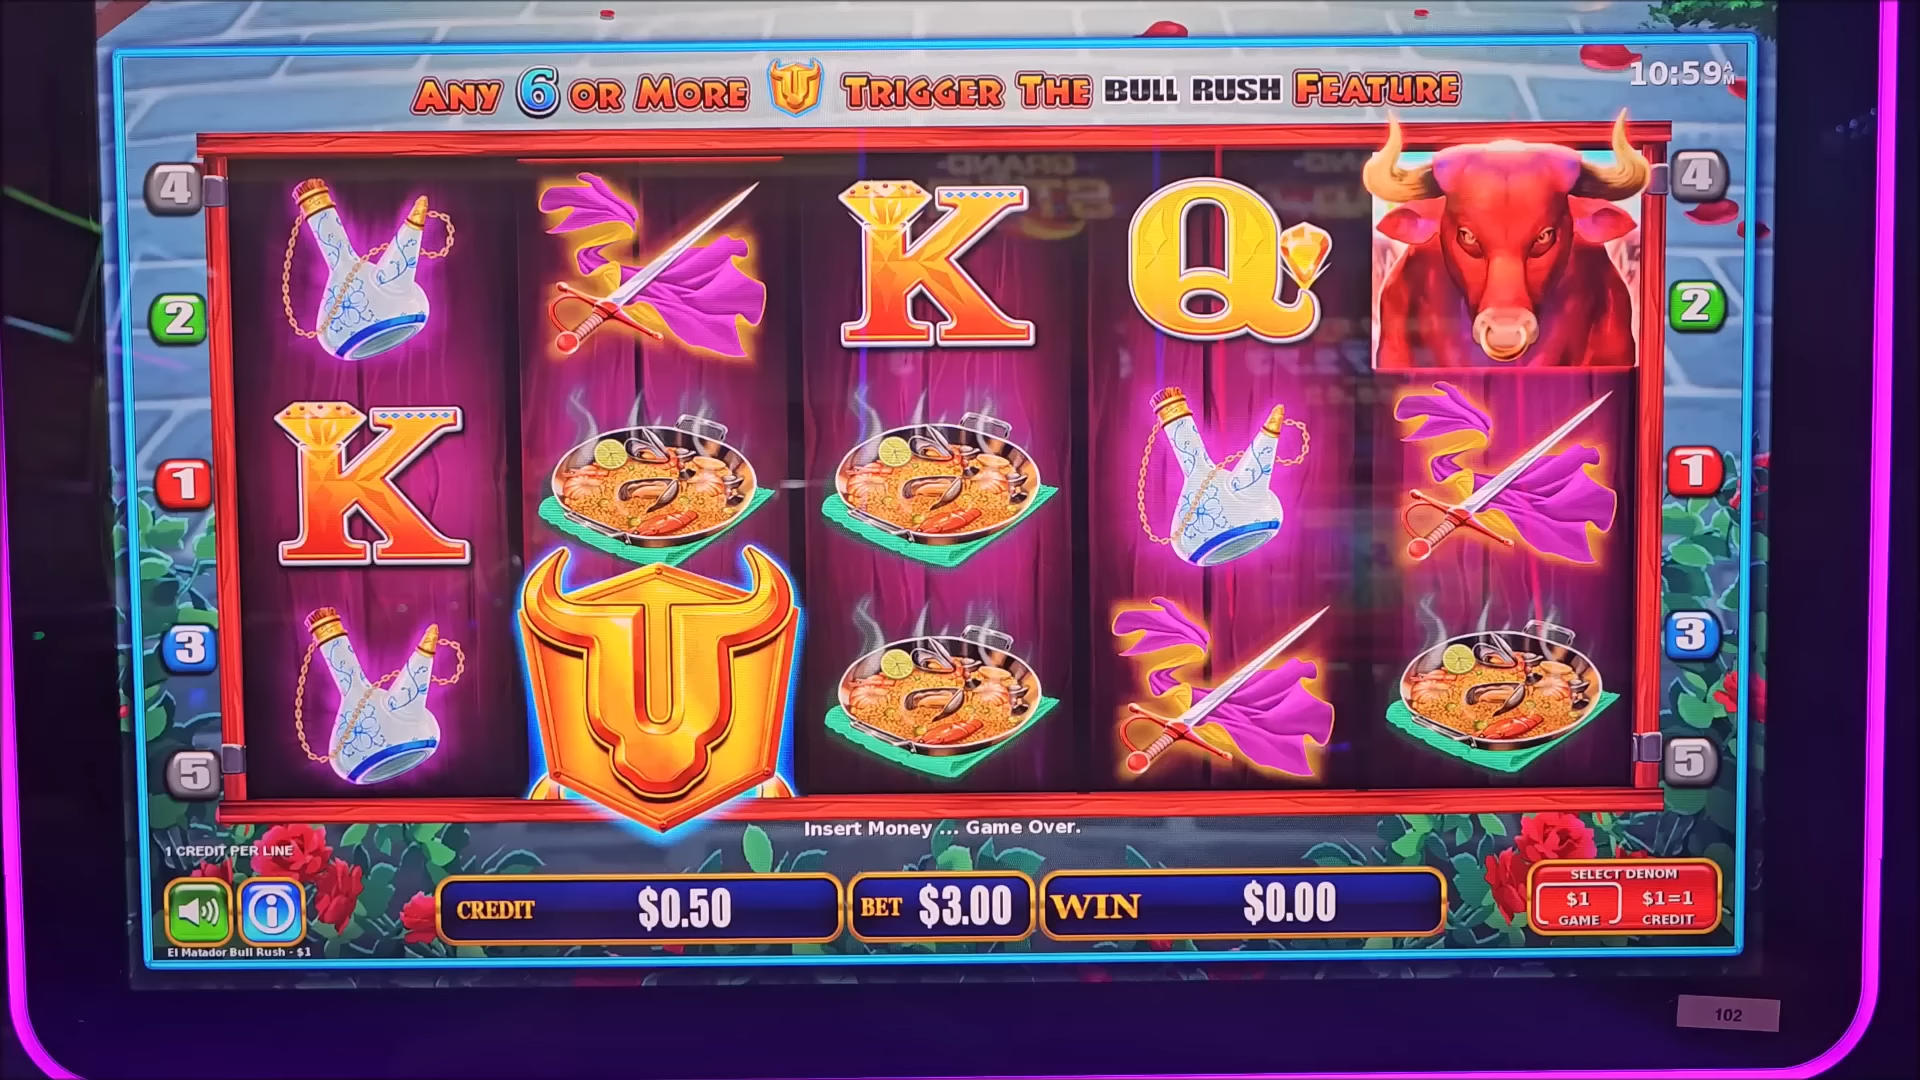 ANY 6 OR MORE TRIGGER THE BULL RUSH FEATURE
10:59 AM
4
4
2
2
K
Q
K
1
1
3
3
5
5
Insert Money ... Game Over.
1 CREDIT PER LINE
CREDIT $0.50
BET $3.00
WIN $0.00
SELECT DENOM
$1 GAME
$1=1 CREDIT
El Matador Bull Rush - $1
102